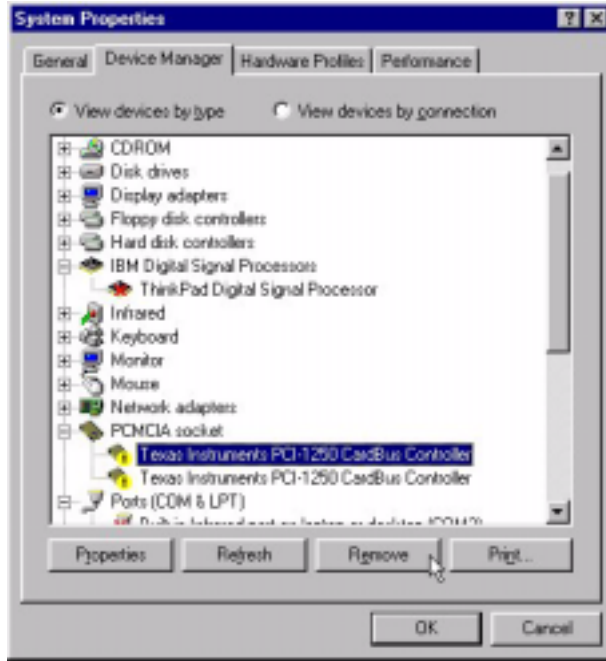 System Properties
General Device Manager Hardware Profiles Performance
View devices by type View devices by connection
CDROM
Disk drives
Display adapters
Floppy disk controllers
Hard disk controllers
IBM Digital Signal Processors
ThinkPad Digital Signal Processor
Infrared
Keyboard
Monitor
Mouse
Network adapters
PCMCIA socket
Texas Instruments PCI-1250 CardBus Controller
Texas Instruments PCI-1250 CardBus Controller
Ports (COM & LPT)
Properties Refresh Remove Print...
OK Cancel